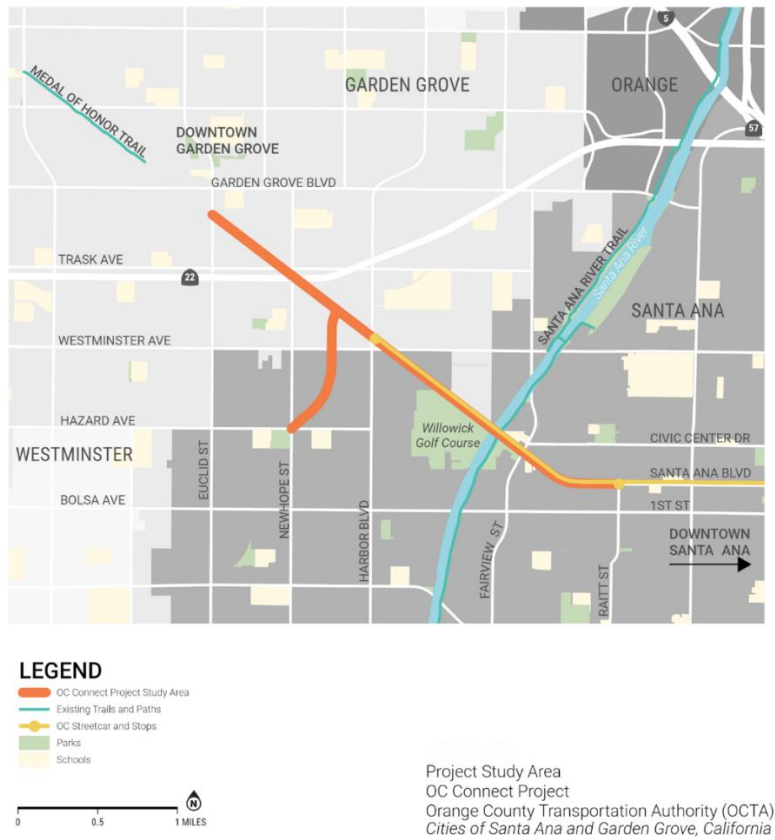 5
MEDAL OF HONOR TRAIL
GARDEN GROVE
ORANGE
57
DOWNTOWN
GARDEN GROVE
GARDEN GROVE BLVD
TRASK AVE
22
SANTA ANA RIVER TRAIL
Santa Ana River
SANTA ANA
WESTMINSTER AVE
HAZARD AVE
Willowick
Golf Course
CIVIC CENTER DR
WESTMINSTER
EUCLID ST
NEWHOPE ST
HARBOR BLVD
SANTA ANA BLVD
BOLSA AVE
1ST ST
FAIRVIEW ST
RAITT ST
DOWNTOWN
SANTA ANA
LEGEND
OC Connect Project Study Area
Existing Trails and Paths
OC Streetcar and Stops
Parks
Schools
N
0 0.5 1 MILES
Project Study Area
OC Connect Project
Orange County Transportation Authority (OCTA)
Cities of Santa Ana and Garden Grove, California